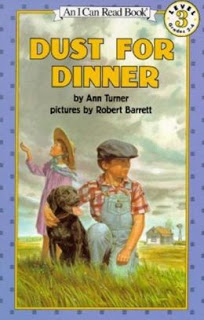 An I Can Read Book®
LEVEL
3
DUST FOR
DINNER
by Ann Turner
pictures by Robert Barrett